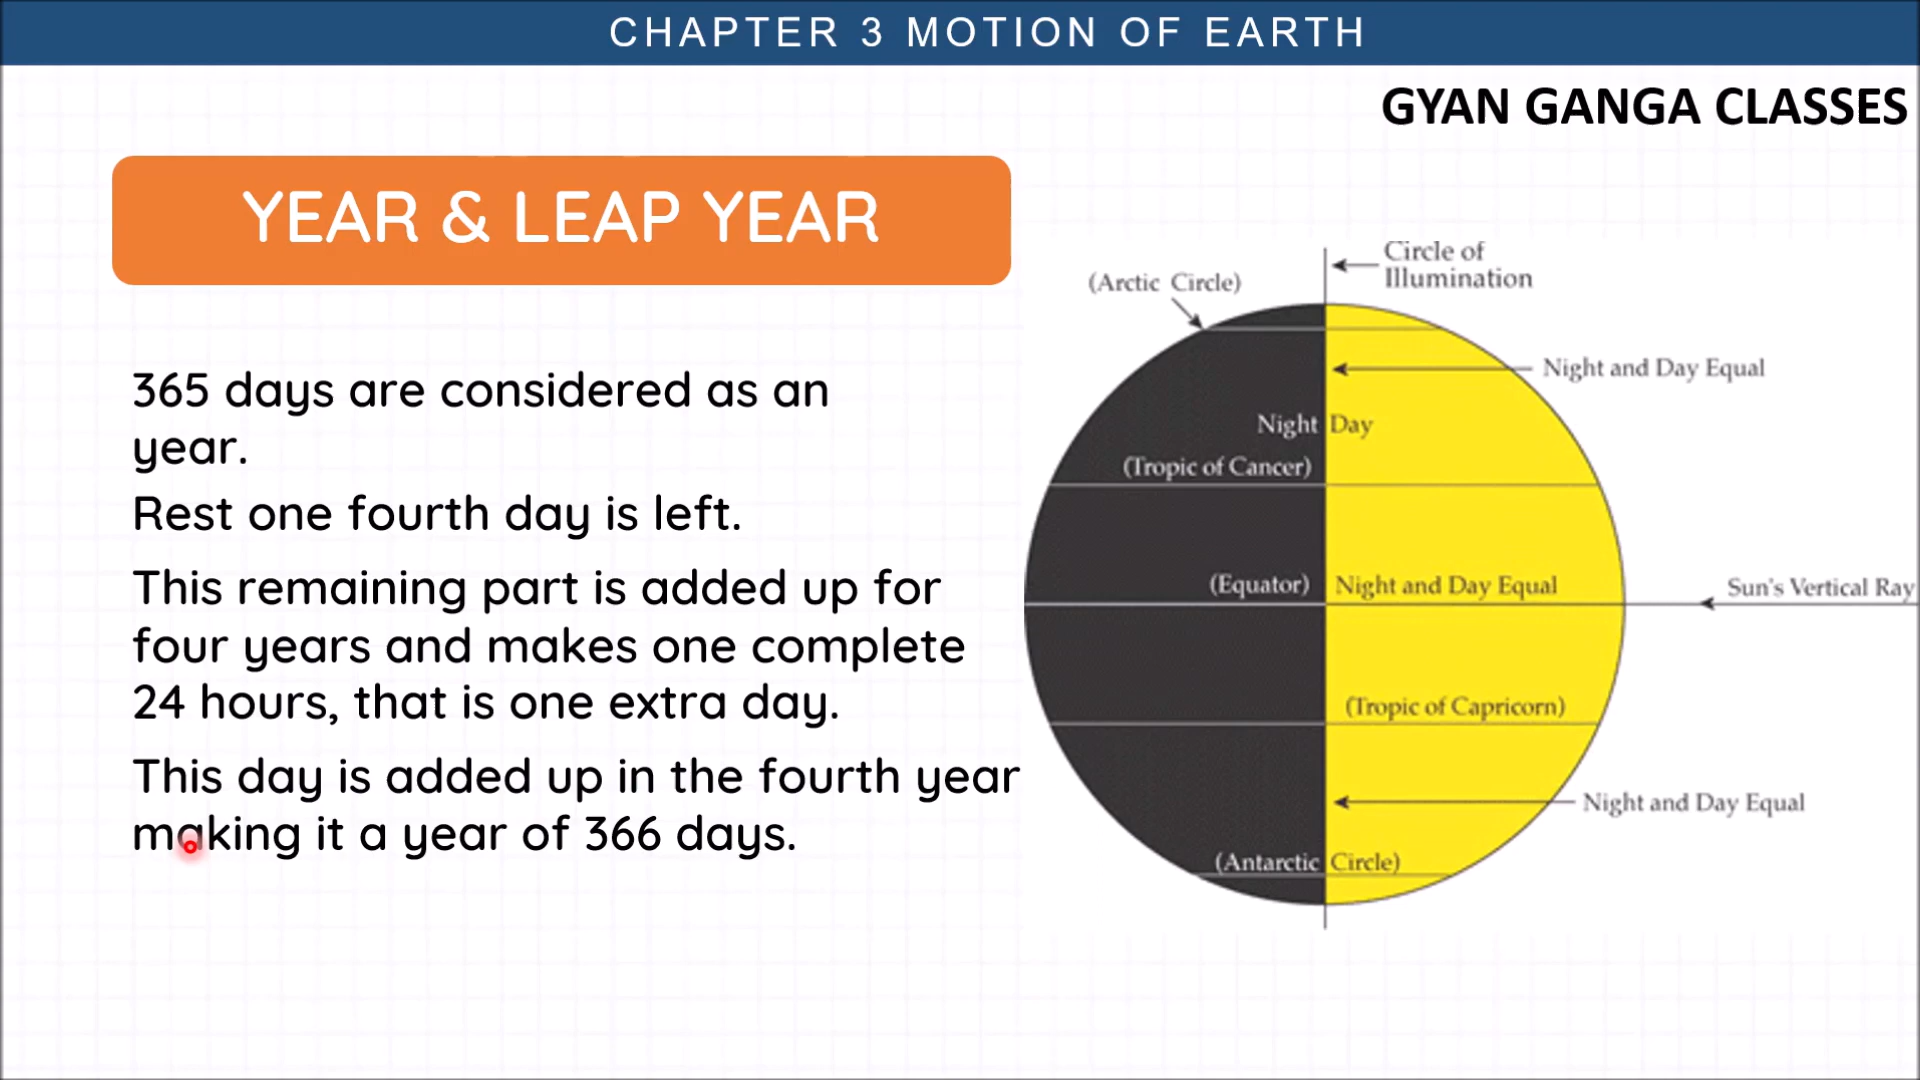 CHAPTER 3 MOTION OF EARTH
GYAN GANGA CLASSES
YEAR & LEAP YEAR
365 days are considered as an
year.
Rest one fourth day is left.
This remaining part is added up for
four years and makes one complete
24 hours, that is one extra day.
This day is added up in the fourth year
making it a year of 366 days.
Circle of
Illumination
(Arctic Circle)
Night and Day Equal
Night Day
(Tropic of Cancer)
(Equator) Night and Day Equal
Sun's Vertical Ray
(Tropic of Capricorn)
Night and Day Equal
(Antarctic Circle)